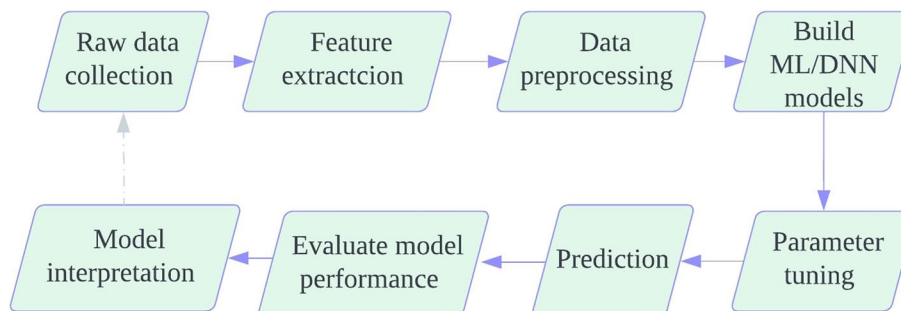 Raw data
collection
Feature
extractcion
Data
preprocessing
Build
ML/DNN
models
Parameter
tuning
Prediction
Evaluate model
performance
Model
interpretation